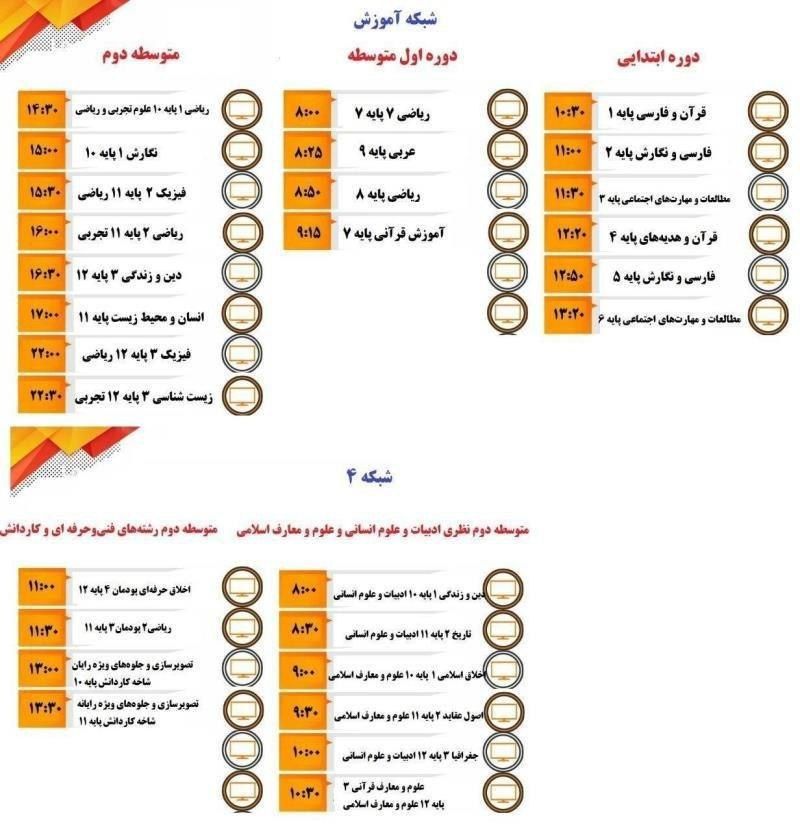 شبکه آموزش
دوره ابتدایی
۱۰:۳۰ قرآن و فارسی پایه ۱
۱۱:۰۰ فارسی و نگارش پایه ۲
۱۱:۳۰ مطالعات و مهارت‌های اجتماعی پایه ۳
۱۲:۲۰ قرآن و هدیه‌های پایه ۴
۱۲:۵۰ فارسی و نگارش پایه ۵
۱۳:۲۰ مطالعات و مهارت‌های اجتماعی پایه ۶
دوره اول متوسطه
۸:۰۰ ریاضی ۷ پایه ۷
۸:۲۵ عربی پایه ۹
۸:۵۰ ریاضی پایه ۸
۹:۱۵ آموزش قرآنی پایه ۷
متوسطه دوم
۱۴:۳۰ ریاضی ۱ پایه ۱۰ علوم تجربی و ریاضی
۱۵:۰۰ نگارش ۱ پایه ۱۰
۱۵:۳۰ فیزیک ۲ پایه ۱۱ ریاضی
۱۶:۰۰ ریاضی ۲ پایه ۱۱ تجربی
۱۶:۳۰ دین و زندگی ۳ پایه ۱۲
۱۷:۰۰ انسان و محیط زیست پایه ۱۱
۲۲:۰۰ فیزیک ۳ پایه ۱۲ ریاضی
۲۲:۳۰ زیست شناسی ۳ پایه ۱۲ تجربی
شبکه ۴
متوسطه دوم نظری ادبیات و علوم انسانی و علوم و معارف اسلامی
۸:۰۰ دین و زندگی ۱ پایه ۱۰ ادبیات و علوم انسانی
۸:۳۰ تاریخ ۲ پایه ۱۱ ادبیات و علوم انسانی
۹:۰۰ اخلاق اسلامی ۱ پایه ۱۰ علوم و معارف اسلامی
۹:۳۰ اصول عقاید ۲ پایه ۱۱ علوم و معارف اسلامی
۱۰:۰۰ جغرافیا ۳ پایه ۱۲ ادبیات و علوم انسانی
۱۰:۳۰ علوم و معارف قرآنی ۳
پایه ۱۲ علوم و معارف اسلامی
متوسطه دوم رشته‌های فنی‌وحرفه ای و کاردانش
۱۱:۰۰ اخلاق حرفه‌ای پودمان ۴ پایه ۱۲
۱۱:۳۰ ریاضی۲ پودمان۳ پایه ۱۱
۱۳:۰۰ تصویرسازی و جلوه‌های ویژه رایان
شاخه کاردانش پایه ۱۰
۱۳:۳۰ تصویرسازی و جلوه‌های ویژه رایانه
شاخه کاردانش پایه ۱۱